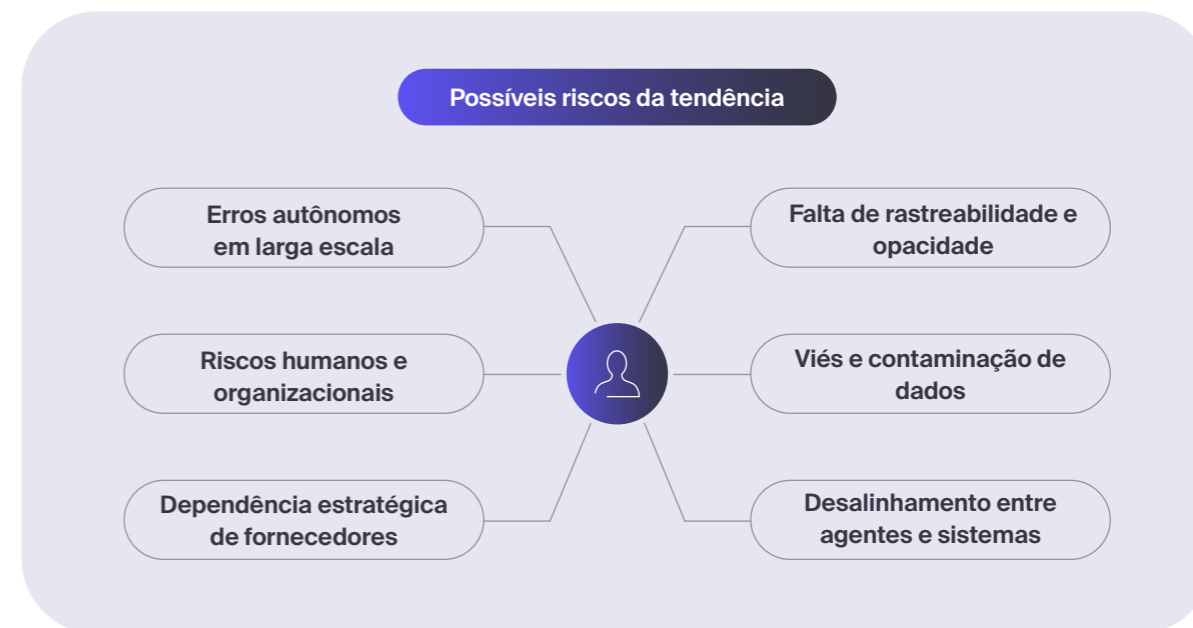 Possíveis riscos da tendência
Erros autônomos
em larga escala
Falta de rastreabilidade e
opacidade
Riscos humanos e
organizacionais
Viés e contaminação de
dados
Dependência estratégica
de fornecedores
Desalinhamento entre
agentes e sistemas